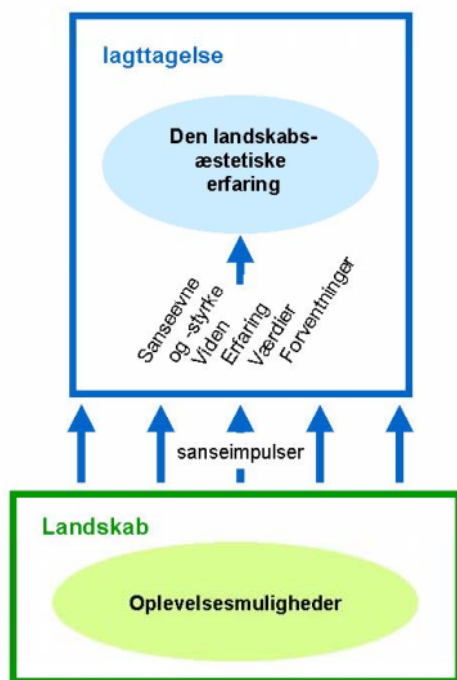 Iagttagelse
Den landskabs-
æstetiske
erfaring
Sanseevne
og -styrke
Viden
Erfaring
Værdier
Forventninger
sanseimpulser
Landskab
Oplevelsesmuligheder